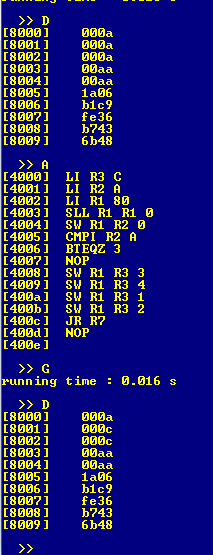 running time : 0.016 s
>> D
[8000] 000a
[8001] 000a
[8002] 000a
[8003] 00aa
[8004] 00aa
[8005] 1a06
[8006] b1c9
[8007] fe36
[8008] b743
[8009] 6b48
>> A
[4000] LI R3 C
[4001] LI R2 A
[4002] LI R1 80
[4003] SLL R1 R1 0
[4004] SW R1 R2 0
[4005] CMPI R2 A
[4006] BTEQZ 3
[4007] NOP
[4008] SW R1 R3 3
[4009] SW R1 R3 4
[400a] SW R1 R3 1
[400b] SW R1 R3 2
[400c] JR R7
[400d] NOP
[400e]
>> G
running time : 0.016 s
>> D
[8000] 000a
[8001] 000c
[8002] 000c
[8003] 00aa
[8004] 00aa
[8005] 1a06
[8006] b1c9
[8007] fe36
[8008] b743
[8009] 6b48
>>